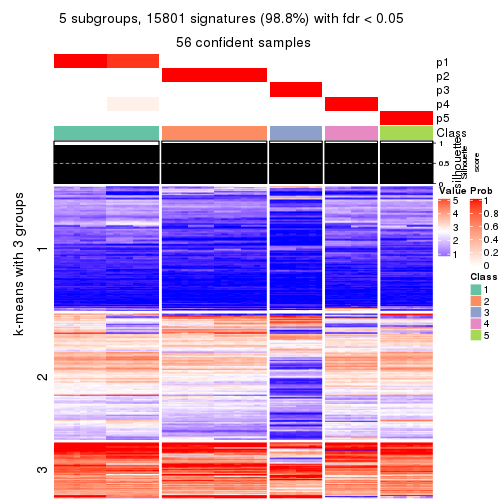 5 subgroups, 15801 signatures (98.8%) with fdr < 0.05
56 confident samples
p1
p2
p3
p4
p5
Class
1
0.5
0
silhouette
Silhouette
score
k-means with 3 groups
1
2
3
Value
5
4
3
2
1
Prob
1
0.8
0.6
0.4
0.2
0
Class
1
2
3
4
5